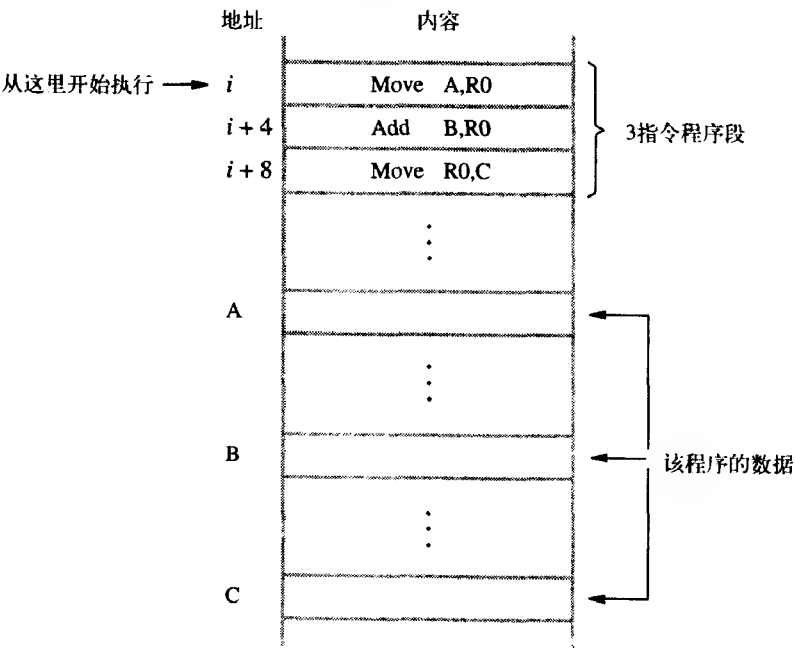 地址 内容
从这里开始执行 i Move A,R0
i + 4 Add B,R0
3指令程序段
i + 8 Move R0,C
A
B
该程序的数据
C